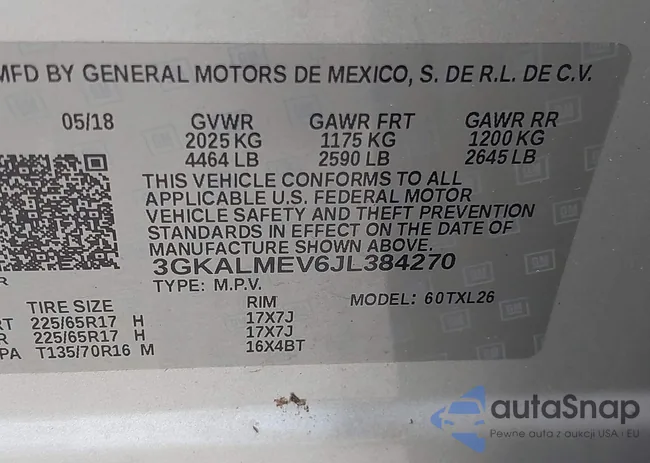 MFD BY GENERAL MOTORS DE MEXICO, S. DE R.L. DE C.V.
05/18 GVWR GAWR FRT GAWR RR
2025 KG 1175 KG 1200 KG
4464 LB 2590 LB 2645 LB
THIS VEHICLE CONFORMS TO ALL
APPLICABLE U.S. FEDERAL MOTOR
VEHICLE SAFETY AND THEFT PREVENTION
STANDARDS IN EFFECT ON THE DATE OF
MANUFACTURE SHOWN ABOVE.
3GKALMEV6JL384270
TYPE: M.P.V. MODEL: 60TXL26
TIRE SIZE RIM
RT 225/65R17 H 17X7J
R 225/65R17 H 17X7J
PA T135/70R16 M 16X4BT
autaSnap
Pewne auta z aukcji USA i EU